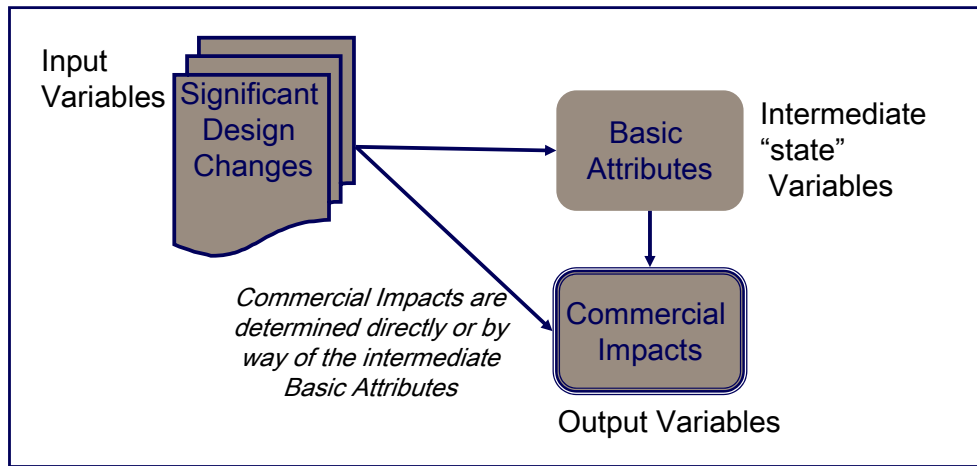 Input
Variables
Significant
Design
Changes
Basic
Attributes
Intermediate
“state”
Variables
Commercial Impacts are
determined directly or by
way of the intermediate
Basic Attributes
Commercial
Impacts
Output Variables